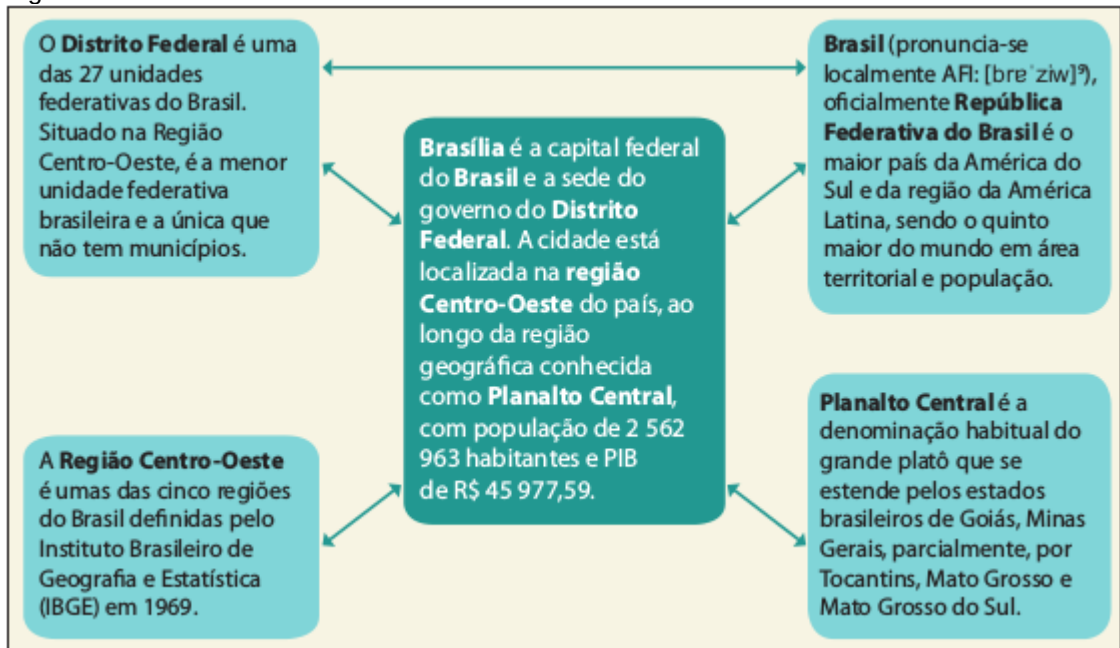 O Distrito Federal é uma
das 27 unidades
federativas do Brasil.
Situado na Região
Centro-Oeste, é a menor
unidade federativa
brasileira e a única que
não tem municípios.
Brasil (pronuncia-se
localmente AFI: [bɾɐˈziw]⁹),
oficialmente República
Federativa do Brasil é o
maior país da América do
Sul e da região da América
Latina, sendo o quinto
maior do mundo em área
territorial e população.
Brasília é a capital federal
do Brasil e a sede do
governo do Distrito
Federal. A cidade está
localizada na região
Centro-Oeste do país, ao
longo da região
geográfica conhecida
como Planalto Central,
com população de 2 562
963 habitantes e PIB
de R$ 45 977,59.
A Região Centro-Oeste
é umas das cinco regiões
do Brasil definidas pelo
Instituto Brasileiro de
Geografia e Estatística
(IBGE) em 1969.
Planalto Central é a
denominação habitual do
grande platô que se
estende pelos estados
brasileiros de Goiás, Minas
Gerais, parcialmente, por
Tocantins, Mato Grosso e
Mato Grosso do Sul.